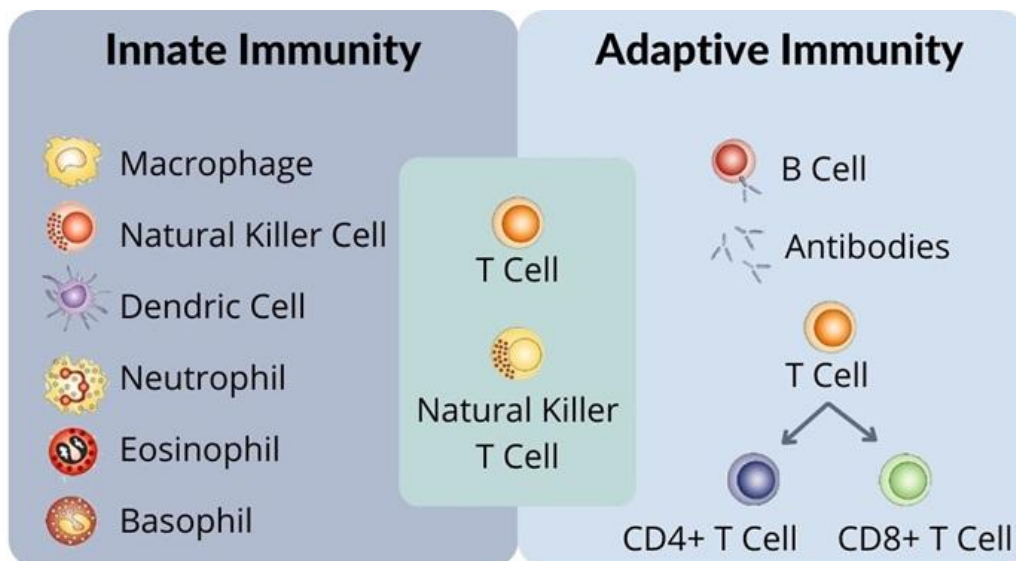 Innate Immunity
Macrophage
Natural Killer Cell
Dendric Cell
Neutrophil
Eosinophil
Basophil
T Cell
Natural Killer
T Cell
Adaptive Immunity
B Cell
Antibodies
T Cell
CD4+ T Cell
CD8+ T Cell